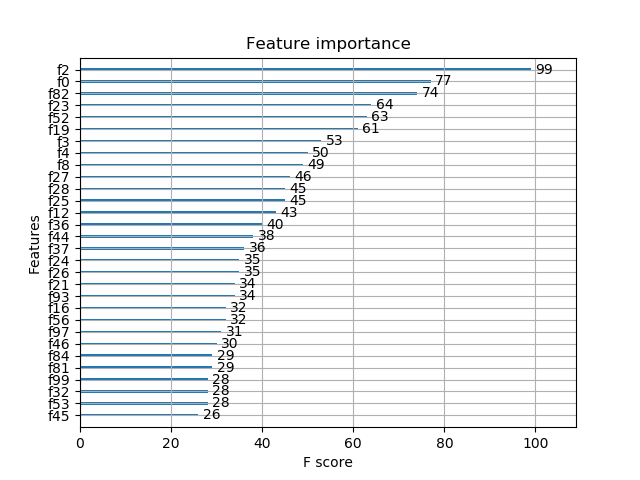 Feature importance
f2 99
f0 77
f82 74
f23 64
f52 63
f19 61
f3 53
f4 50
f8 49
f27 46
f28 45
f25 45
f12 43
f36 40
f44 38
f37 36
f24 35
f26 35
f21 34
f93 34
f16 32
f56 32
f97 31
f46 30
f84 29
f81 29
f99 28
f32 28
f53 28
f45 26
Features
0 20 40 60 80 100
F score